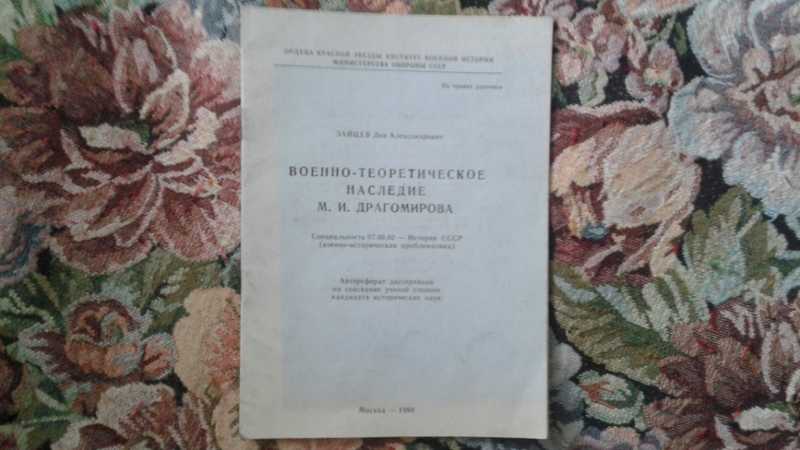 ОРДЕНА КРАСНОЙ ЗВЕЗДЫ ИНСТИТУТ ВОЕННОЙ ИСТОРИИ
МИНИСТЕРСТВА ОБОРОНЫ СССР
На правах рукописи
ЗАЙЦЕВ Лев Александрович
ВОЕННО-ТЕОРЕТИЧЕСКОЕ
НАСЛЕДИЕ
М. И. ДРАГОМИРОВА
Специальность 07.00.02 — История СССР
(военно-историческая проблематика)
Автореферат диссертации
на соискание ученой степени
кандидата исторических наук
Москва —